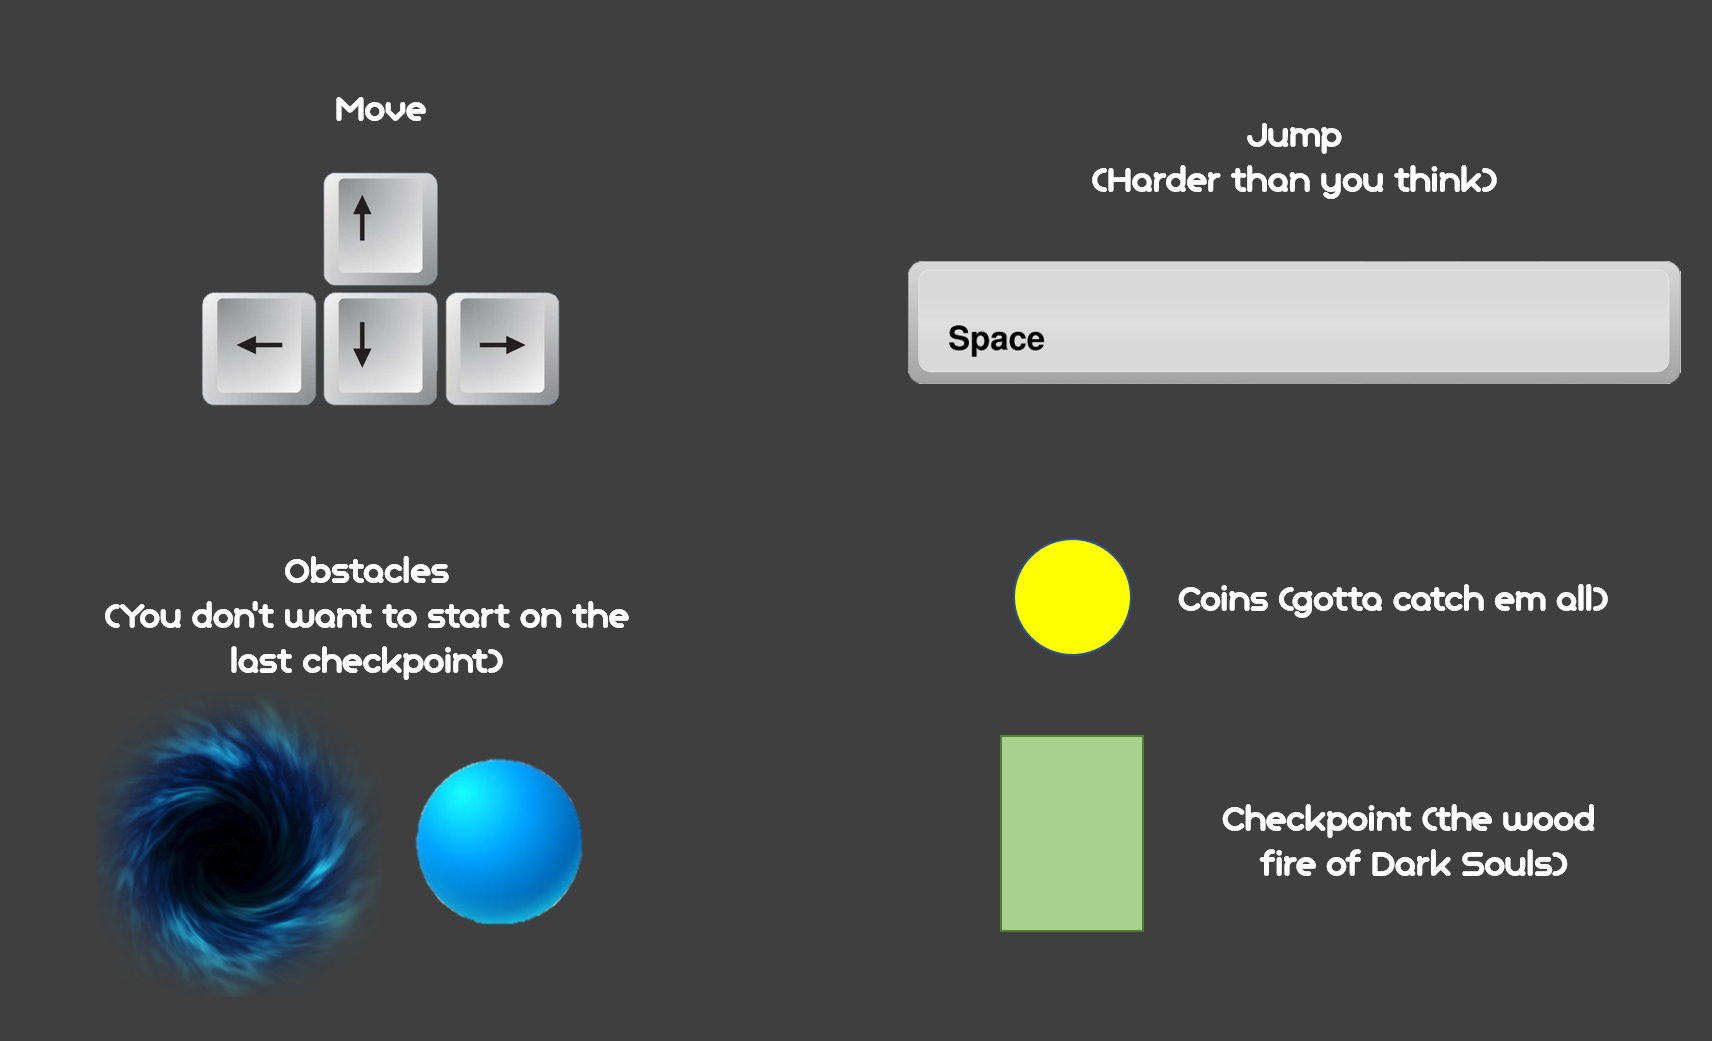 Move
Jump
(Harder than you think)
Space
Obstacles
(You don't want to start on the
last checkpoint)
Coins (gotta catch em all)
Checkpoint (the wood
fire of Dark Souls)